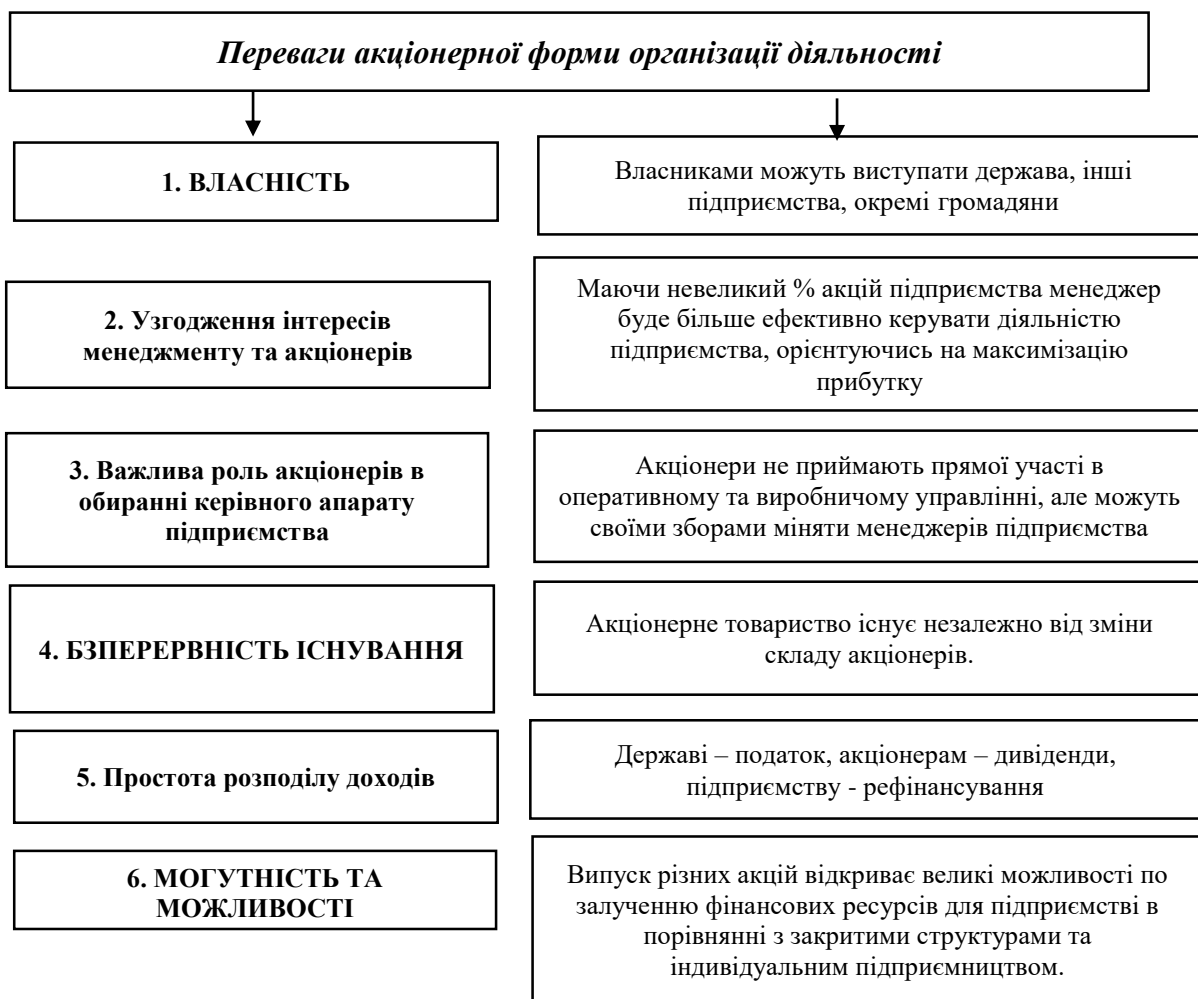 Переваги акціонерної форми організації діяльності
1. ВЛАСНІСТЬ
Власниками можуть виступати держава, інші
підприємства, окремі громадяни
2. Узгодження інтересів
менеджменту та акціонерів
Маючи невеликий % акцій підприємства менеджер
буде більше ефективно керувати діяльністю
підприємства, орієнтуючись на максимізацію
прибутку
3. Важлива роль акціонерів в
обиранні керівного апарату
підприємства
Акціонери не приймають прямої участі в
оперативному та виробничому управлінні, але можуть
своїми зборами міняти менеджерів підприємства
4. БЗПЕРЕРВНІСТЬ ІСНУВАННЯ
Акціонерне товариство існує незалежно від зміни
складу акціонерів.
5. Простота розподілу доходів
Державі – податок, акціонерам – дивіденди,
підприємству - рефінансування
6. МОГУТНІСТЬ ТА
МОЖЛИВОСТІ
Випуск різних акцій відкриває великі можливості по
залученню фінансових ресурсів для підприємстві в
порівнянні з закритими структурами та
індивідуальним підприємництвом.